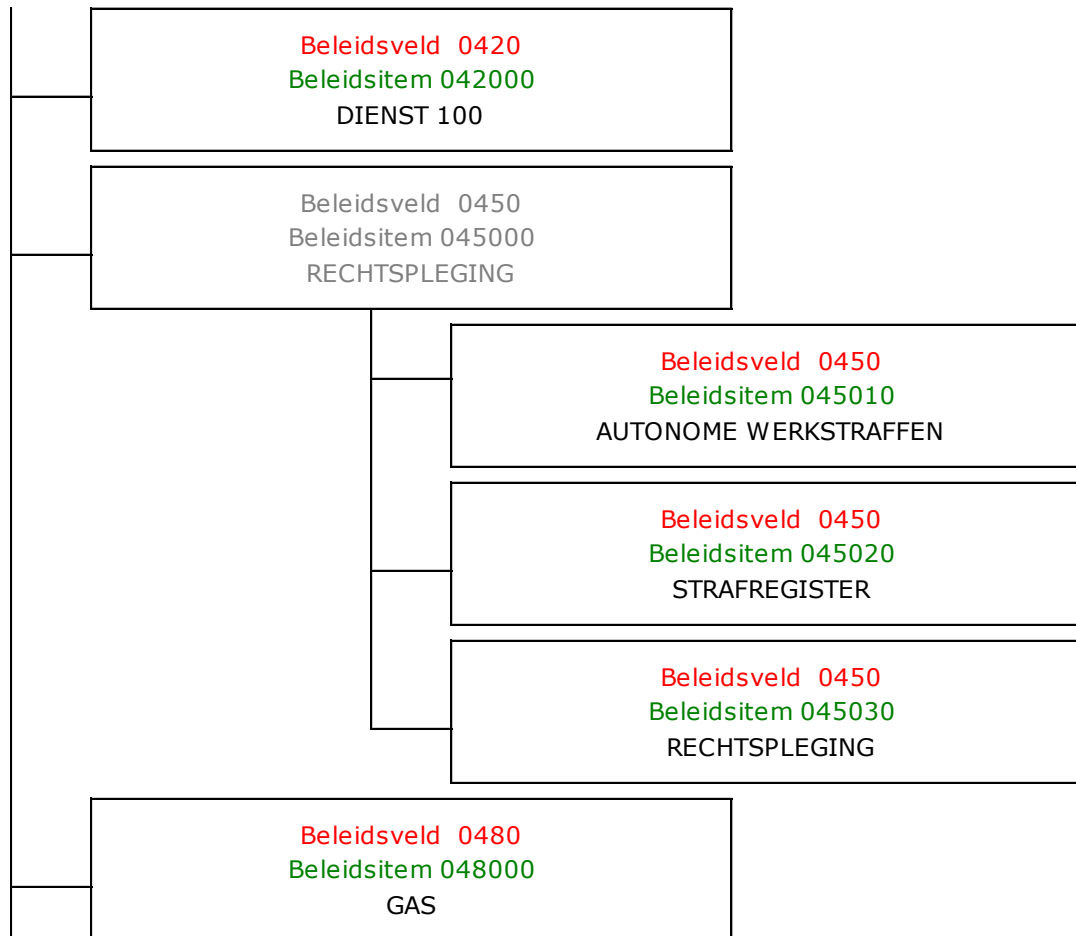 Beleidsveld 0420
Beleidsitem 042000
DIENST 100
Beleidsveld 0450
Beleidsitem 045000
RECHTSPLEGING
Beleidsveld 0450
Beleidsitem 045010
AUTONOME WERKSTRAFFEN
Beleidsveld 0450
Beleidsitem 045020
STRAFREGISTER
Beleidsveld 0450
Beleidsitem 045030
RECHTSPLEGING
Beleidsveld 0480
Beleidsitem 048000
GAS